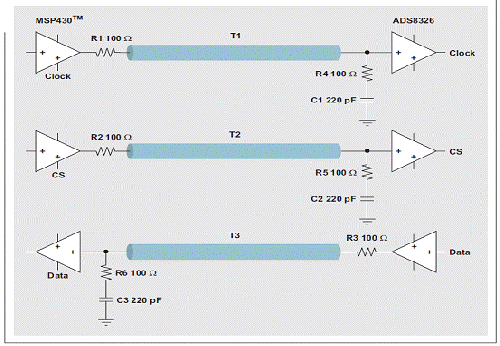 MSP430™ ADS8326
R1 100 Ω T1
Clock Clock
R4 100 Ω
C1 220 pF
R2 100 Ω T2
CS CS
R5 100 Ω
C2 220 pF
T3 R3 100 Ω
Data Data
R6 100 Ω
C3 220 pF